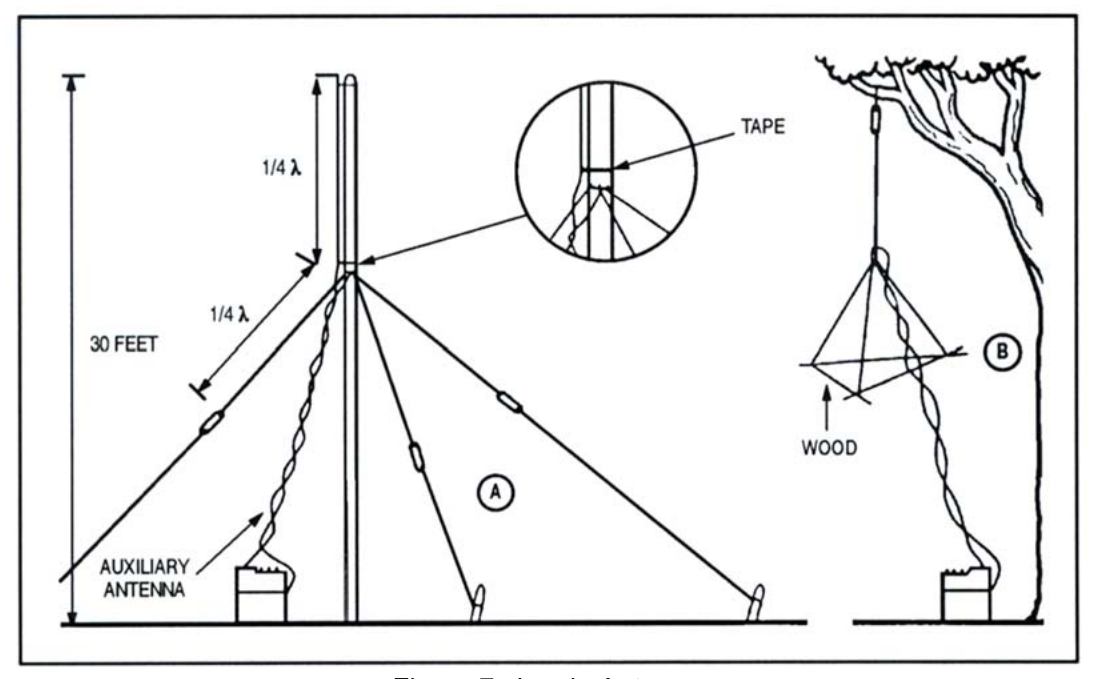 1/4 λ
TAPE
1/4 λ
30 FEET
B
WOOD
A
AUXILIARY
ANTENNA